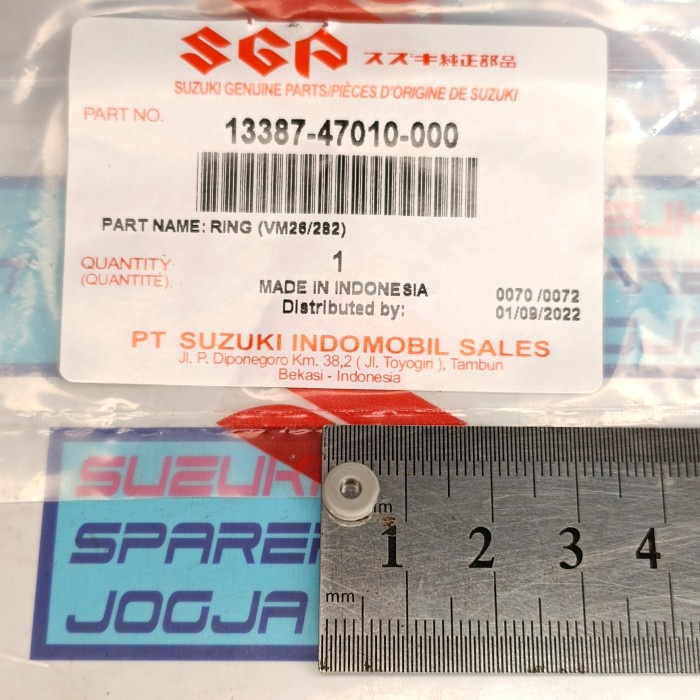 SGP スズキ純正部品
SUZUKI GENUINE PARTS/PIÈCES D'ORIGINE DE SUZUKI
PART NO.
13387-47010-000
PART NAME: RING (VM26/282)
QUANTITY 1
(QUANTITÉ).
MADE IN INDONESIA
Distributed by:
0070 /0072
01/09/2022
PT SUZUKI INDOMOBIL SALES
Jl. P. Diponegoro Km. 38,2 ( Jl. Toyogiri ), Tambun
Bekasi - Indonesia
SPARE
JOGJA
1 2 3 4
mm